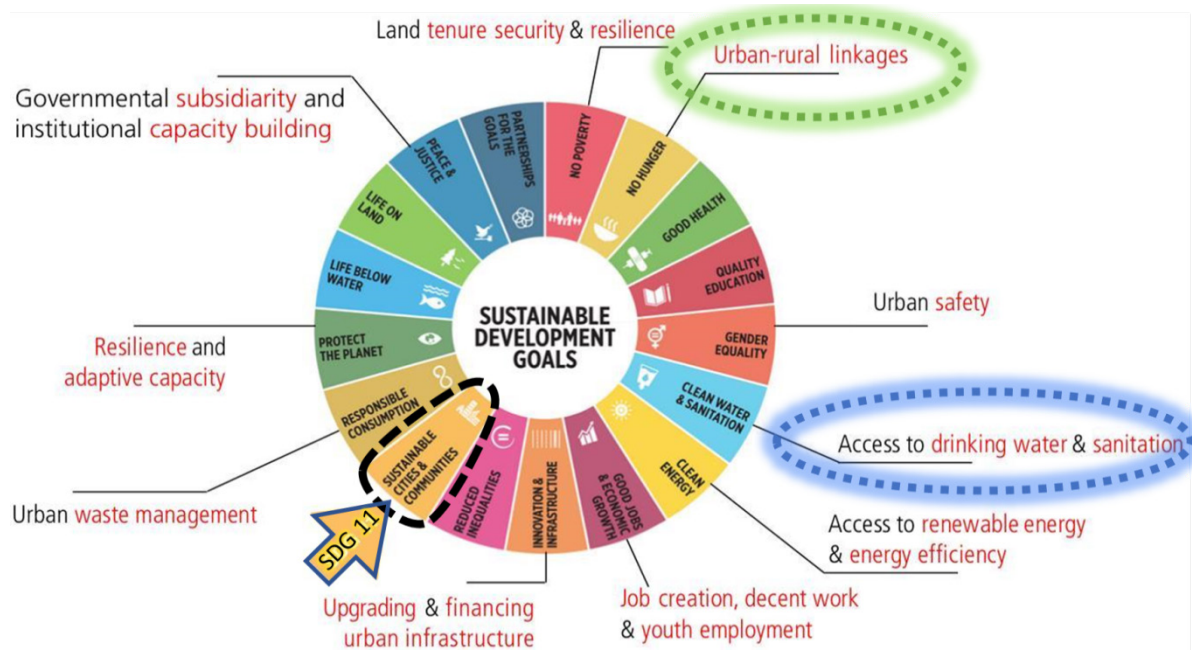 Land tenure security & resilience
Urban-rural linkages
Governmental subsidiarity and
institutional capacity building
Urban safety
Access to drinking water & sanitation
Access to renewable energy
& energy efficiency
Job creation, decent work
& youth employment
Upgrading & financing
urban infrastructure
Urban waste management
Resilience and
adaptive capacity
NO POVERTY
NO HUNGER
GOOD HEALTH
QUALITY
EDUCATION
GENDER
EQUALITY
CLEAN WATER
& SANITATION
CLEAN
ENERGY
GOOD JOBS
& ECONOMIC
GROWTH
INNOVATION &
INFRASTRUCTURE
REDUCED
INEQUALITIES
SUSTAINABLE
CITIES &
COMMUNITIES
RESPONSIBLE
CONSUMPTION
PROTECT
THE PLANET
LIFE BELOW
WATER
LIFE ON
LAND
PEACE &
JUSTICE
PARTNERSHIPS
FOR THE
GOALS
SUSTAINABLE
DEVELOPMENT
GOALS
SDG 11